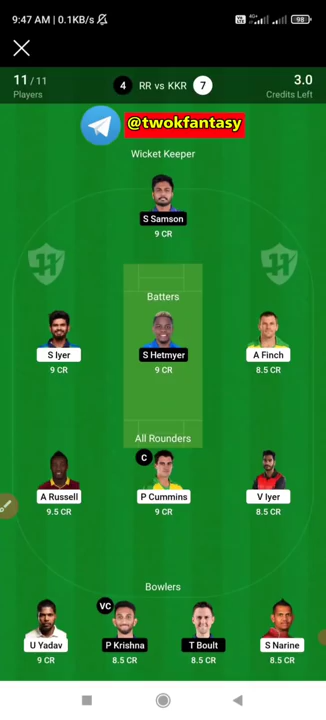 9:47 AM | 0.1KB/s
4G+
98
11 / 11
Players
4 RR vs KKR 7
3.0
Credits Left
@twokfantasy
Wicket Keeper
S Samson
9 CR
Batters
S Iyer
9 CR
S Hetmyer
9 CR
A Finch
8.5 CR
All Rounders
A Russell
9.5 CR
C
P Cummins
9 CR
V Iyer
8.5 CR
Bowlers
U Yadav
9 CR
VC
P Krishna
8.5 CR
T Boult
8.5 CR
S Narine
8.5 CR